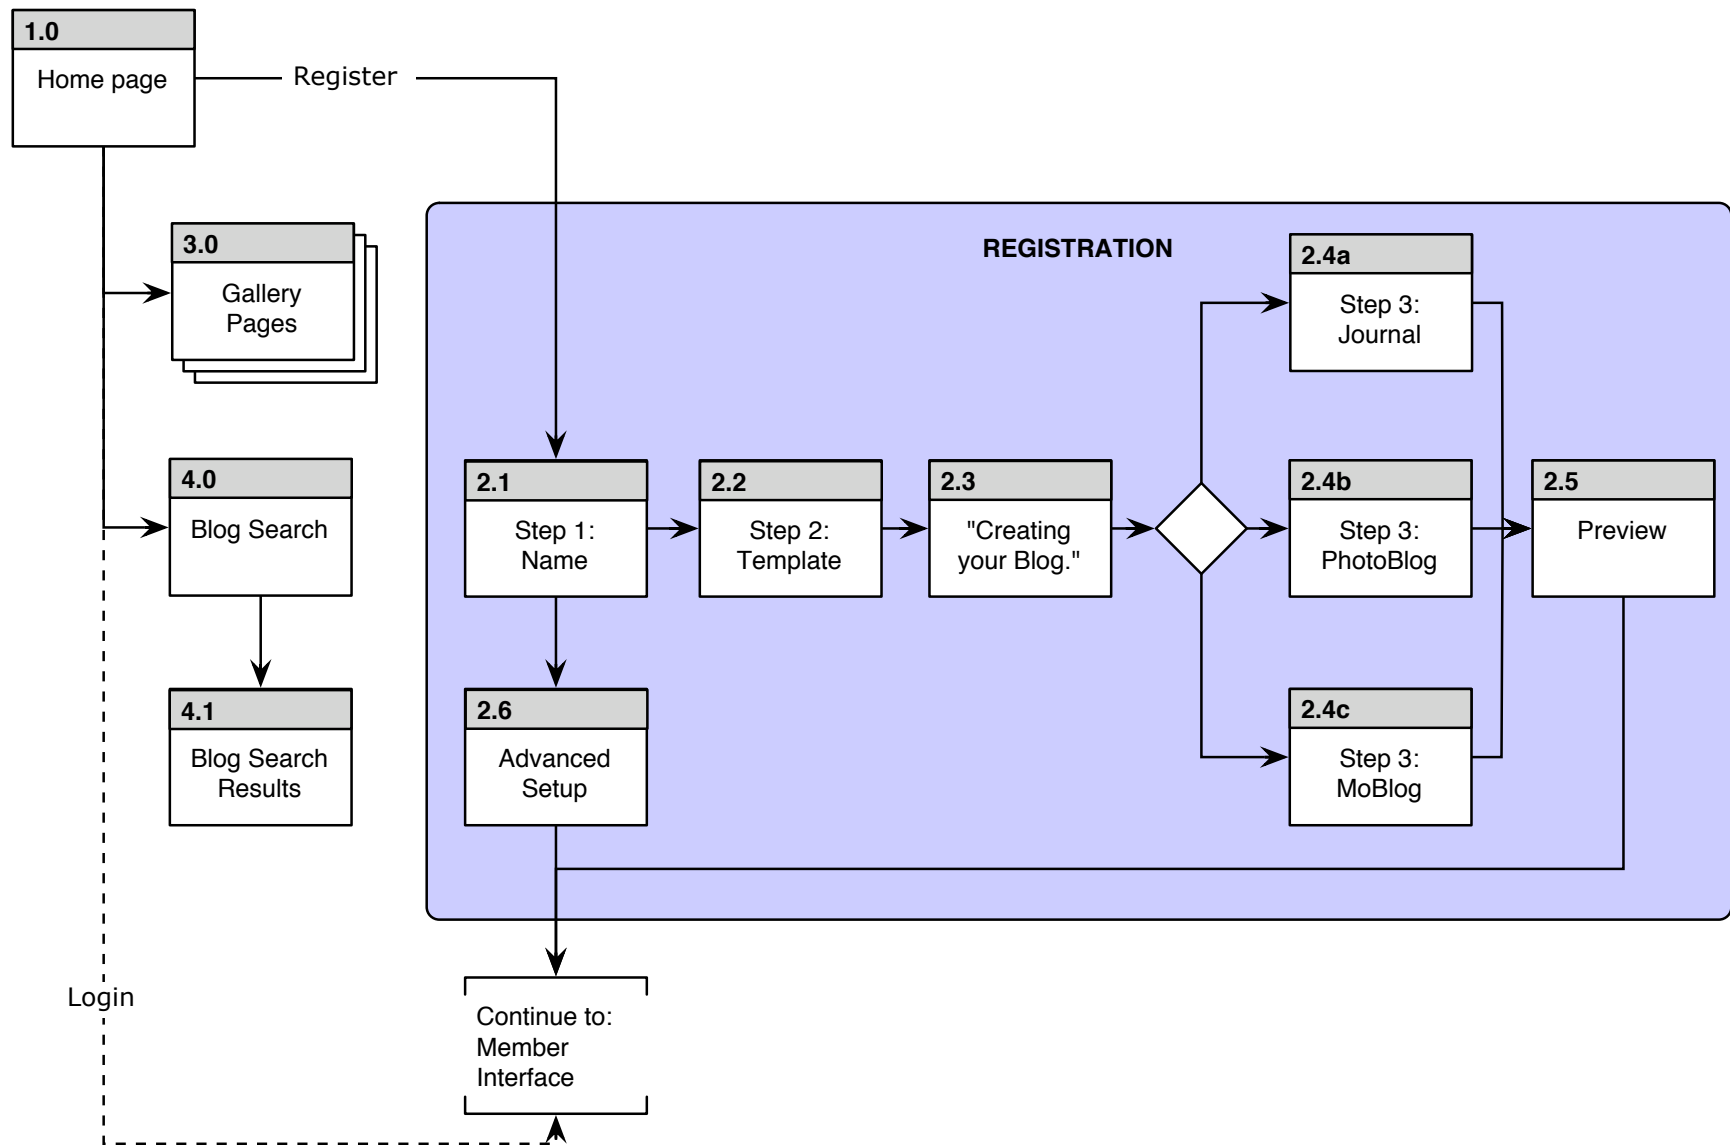 1.0
Home page
Register
3.0
Gallery
Pages
4.0
Blog Search
4.1
Blog Search
Results
REGISTRATION
2.1
Step 1:
Name
2.2
Step 2:
Template
2.3
"Creating
your Blog."
2.4a
Step 3:
Journal
2.4b
Step 3:
PhotoBlog
2.4c
Step 3:
MoBlog
2.5
Preview
2.6
Advanced
Setup
Login
Continue to:
Member
Interface